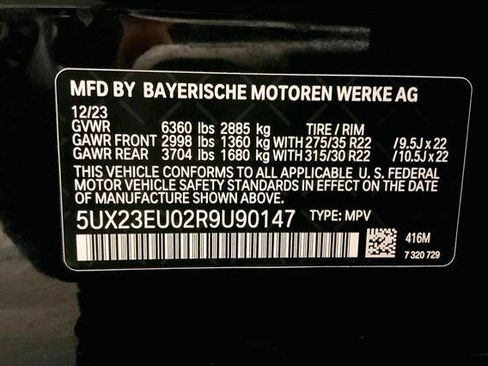 MFD BY BAYERISCHE MOTOREN WERKE AG
12/23
GVWR 6360 lbs 2885 kg TIRE / RIM
GAWR FRONT 2998 lbs 1360 kg WITH 275/35 R22 / 9.5J x 22
GAWR REAR 3704 lbs 1680 kg WITH 315/30 R22 / 10.5J x 22
THIS VEHICLE CONFORMS TO ALL APPLICABLE U. S. FEDERAL
MOTOR VEHICLE SAFETY STANDARDS IN EFFECT ON THE DATE
OF MANUFACTURE SHOWN ABOVE.
5UX23EU02R9U90147 TYPE: MPV
416M
7 320 729